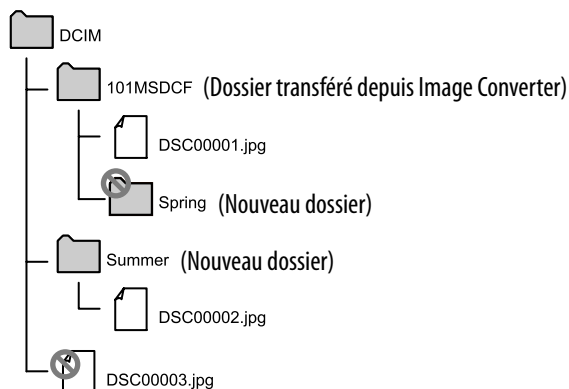 DCIM
101MSDCF (Dossier transféré depuis Image Converter)
DSC00001.jpg
Spring (Nouveau dossier)
Summer (Nouveau dossier)
DSC00002.jpg
DSC00003.jpg